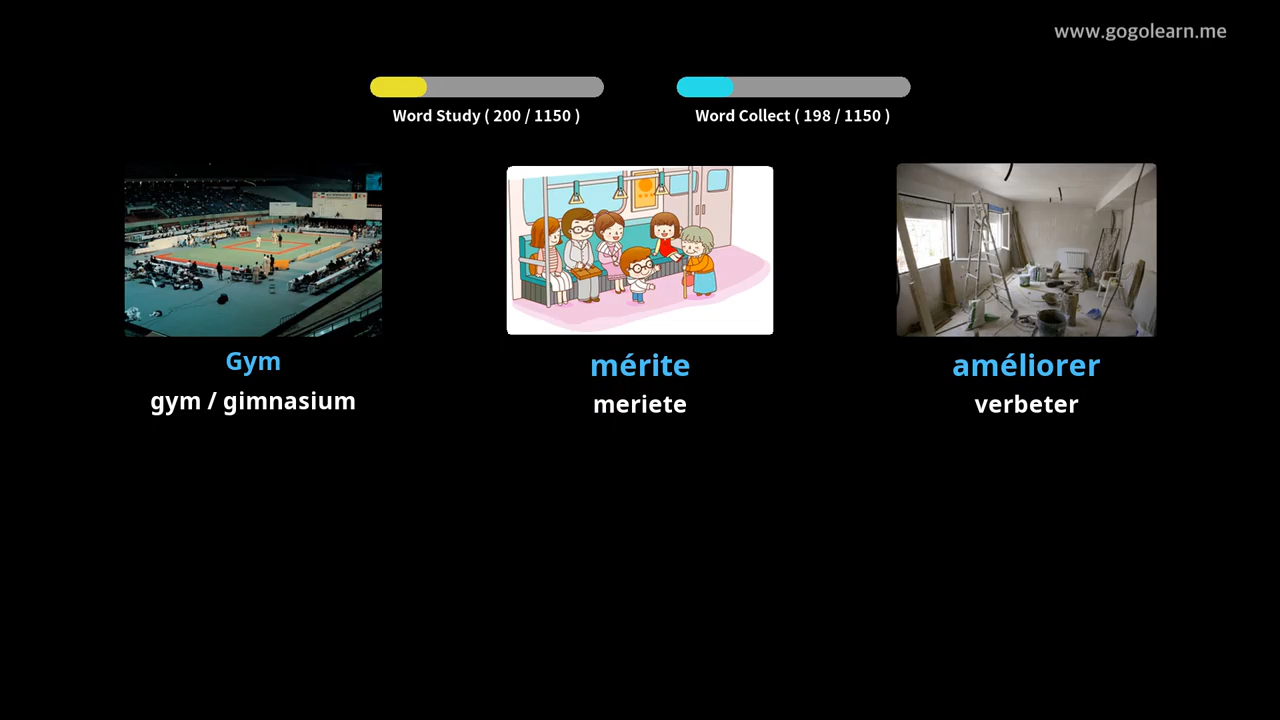 www.gogolearn.me
Word Study ( 200 / 1150 )
Word Collect ( 198 / 1150 )
Gym
gym / gimnasium
mérite
meriete
améliorer
verbeter